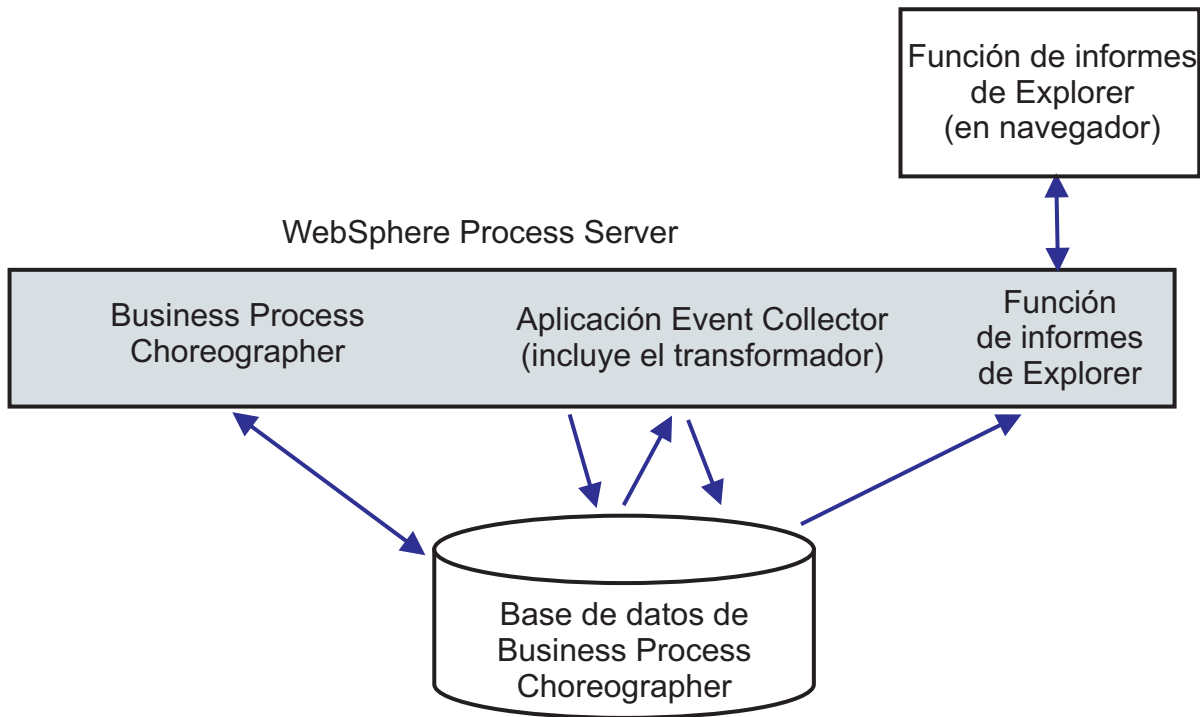 Función de informes
de Explorer
(en navegador)
WebSphere Process Server
Business Process
Choreographer
Aplicación Event Collector
(incluye el transformador)
Función
de informes
de Explorer
Base de datos de
Business Process
Choreographer